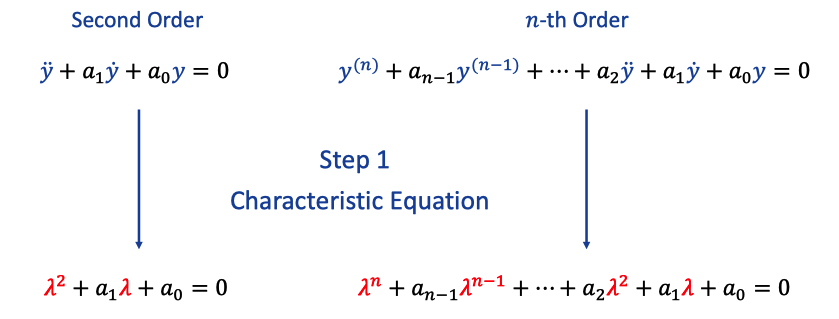 Second Order
n-th Order
ÿ + a₁ẏ + a₀y = 0
y⁽ⁿ⁾ + aₙ₋₁y⁽ⁿ⁻¹⁾ + ⋯ + a₂ÿ + a₁ẏ + a₀y = 0
Step 1
Characteristic Equation
λ² + a₁λ + a₀ = 0
λⁿ + aₙ₋₁λⁿ⁻¹ + ⋯ + a₂λ² + a₁λ + a₀ = 0